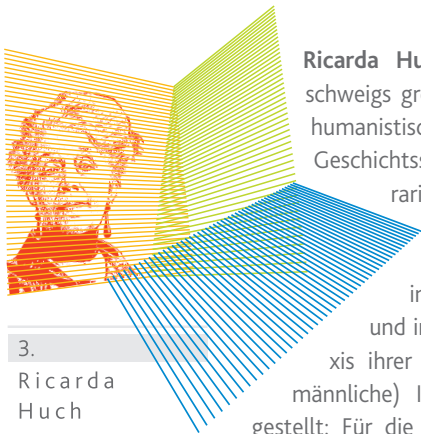 Ricarda Hu
schweigs gr
humanistisc
Geschichtss
rari
in
und in
xis ihrer
männliche) I
gestellt: Für die
3.
Ricarda
Huch